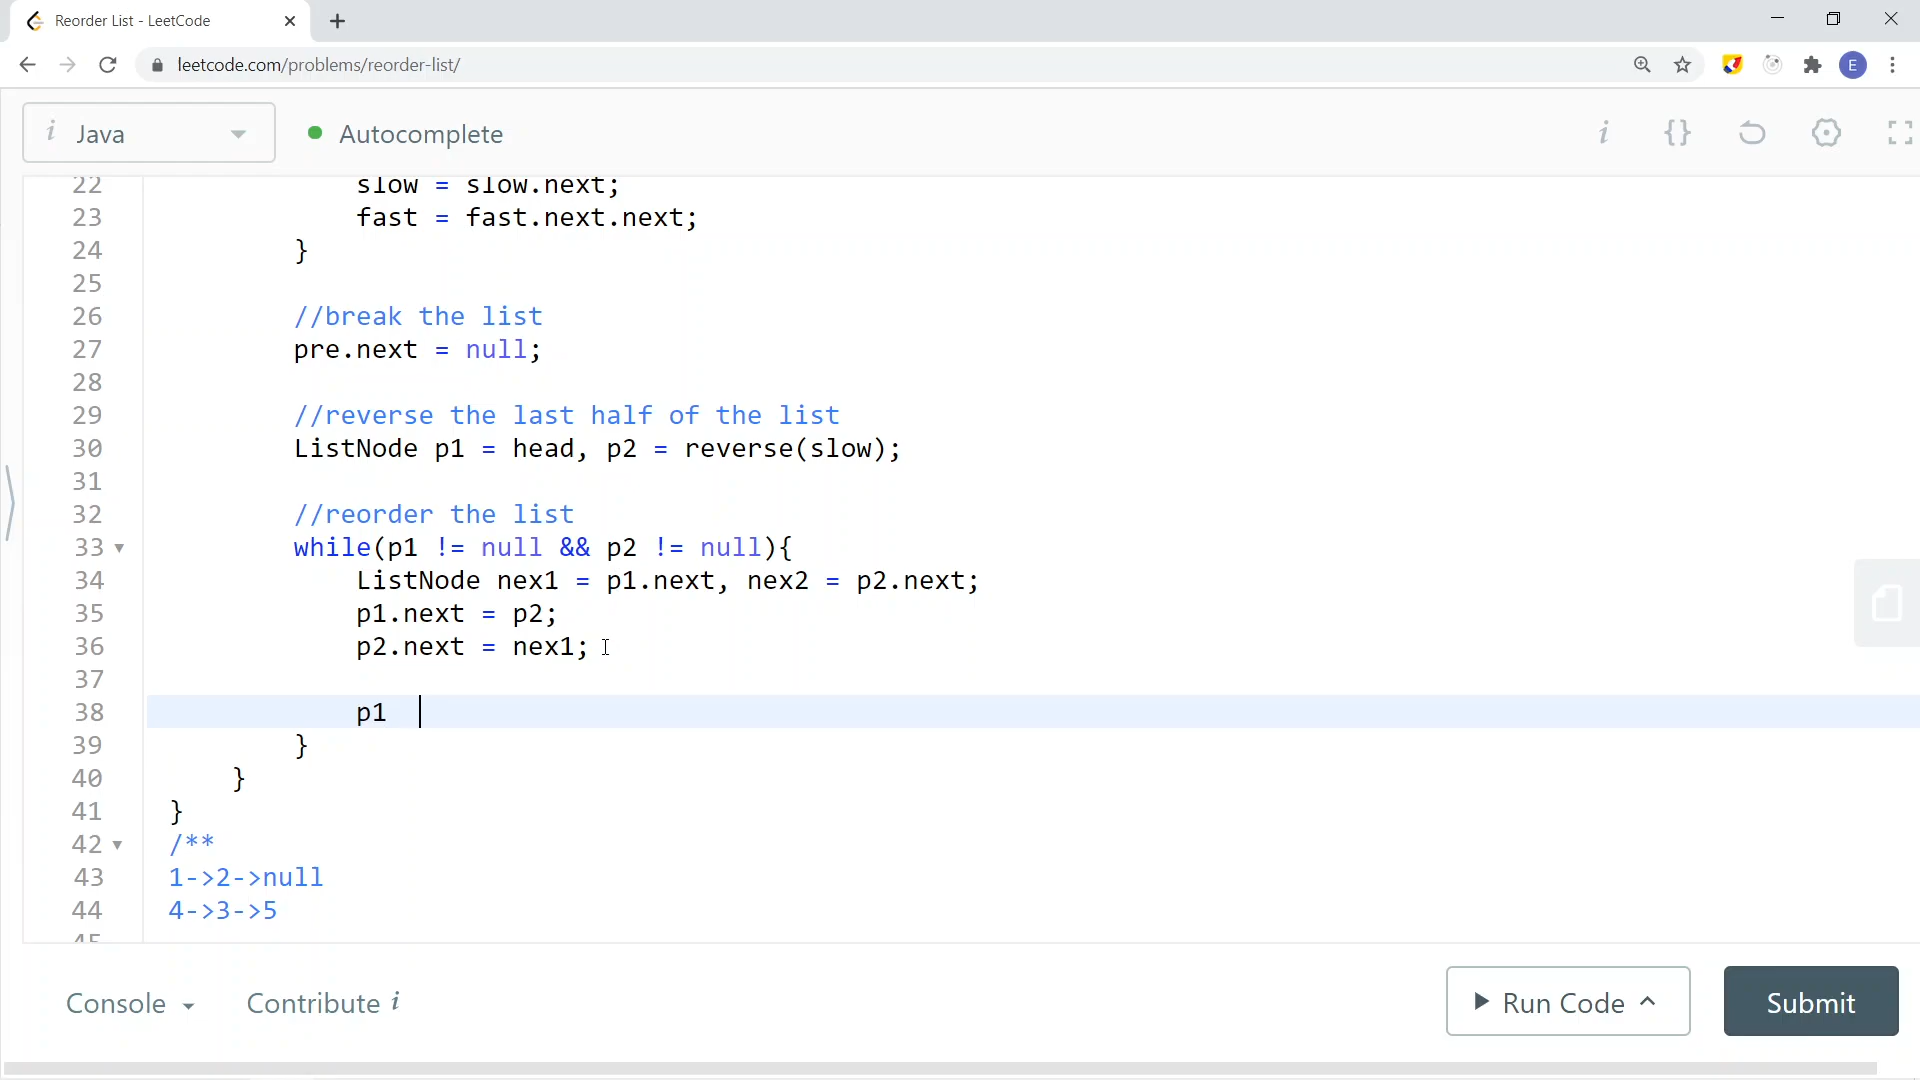 Reorder List - LeetCode
leetcode.com/problems/reorder-list/
E
i Java
Autocomplete
i {}
22 slow = slow.next;
23 fast = fast.next.next;
24 }
25
26 //break the list
27 pre.next = null;
28
29 //reverse the last half of the list
30 ListNode p1 = head, p2 = reverse(slow);
31
32 //reorder the list
33 while(p1 != null && p2 != null){
34 ListNode nex1 = p1.next, nex2 = p2.next;
35 p1.next = p2;
36 p2.next = nex1;
37
38 p1
39 }
40 }
41 }
42 /**
43 1->2->null
44 4->3->5
45
Console
Contribute i
Run Code
Submit